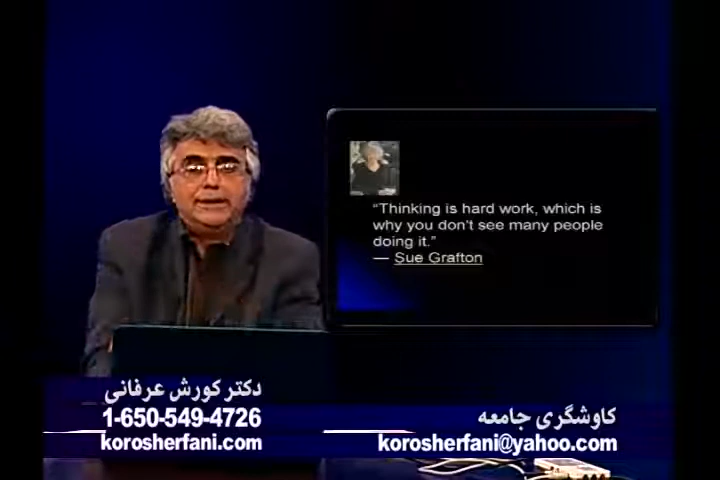 “Thinking is hard work, which is
why you don't see many people
doing it.”
— Sue Grafton
دکتر کورش عرفانی
1-650-549-4726
korosherfani.com
کاوشگری جامعه
korosherfani@yahoo.com